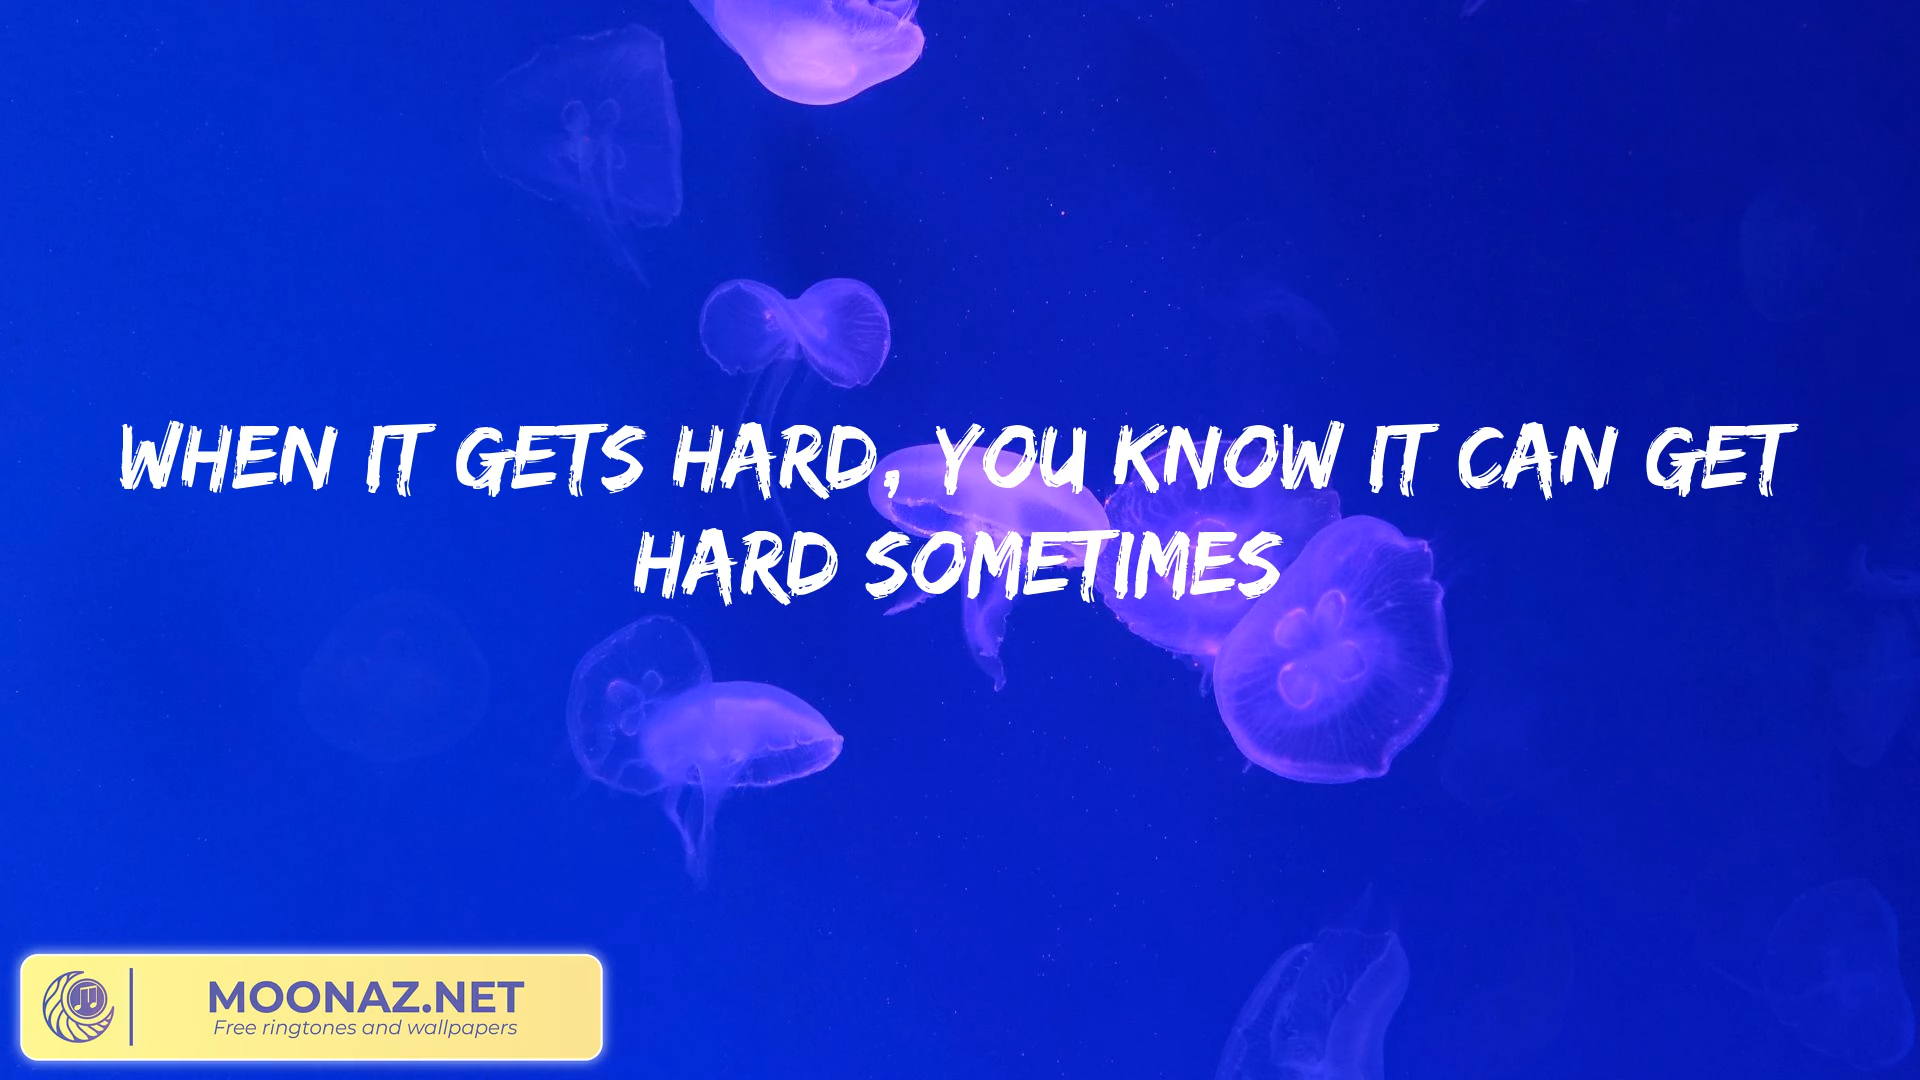 WHEN IT GETS HARD, YOU KNOW IT CAN GET
HARD SOMETIMES
MOONAZ.NET
Free ringtones and wallpapers